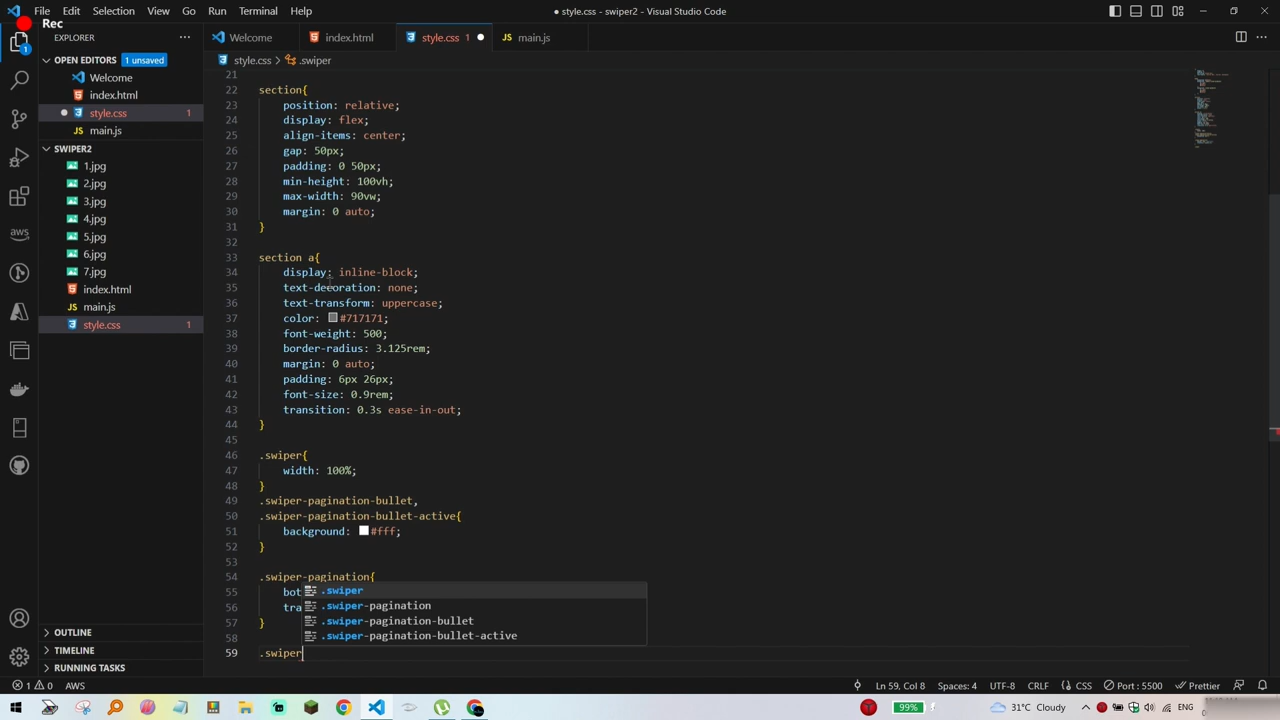 File Edit Selection View Go Run Terminal Help
● style.css - swiper2 - Visual Studio Code
Rec
EXPLORER
Welcome index.html style.css 1 main.js
OPEN EDITORS 1 unsaved
style.css > .swiper
Welcome
index.html
style.css 1
main.js
SWIPER2
1.jpg
2.jpg
3.jpg
4.jpg
5.jpg
6.jpg
7.jpg
index.html
main.js
style.css 1
OUTLINE
TIMELINE
RUNNING TASKS
aws
1
21
22 section{
23 position: relative;
24 display: flex;
25 align-items: center;
26 gap: 50px;
27 padding: 0 50px;
28 min-height: 100vh;
29 max-width: 90vw;
30 margin: 0 auto;
31 }
32
33 section a{
34 display: inline-block;
35 text-decoration: none;
36 text-transform: uppercase;
37 color: #717171;
38 font-weight: 500;
39 border-radius: 3.125rem;
40 margin: 0 auto;
41 padding: 6px 26px;
42 font-size: 0.9rem;
43 transition: 0.3s ease-in-out;
44 }
45
46 .swiper{
47 width: 100%;
48 }
49 .swiper-pagination-bullet,
50 .swiper-pagination-bullet-active{
51 background: #fff;
52 }
53
54 .swiper-pagination{
55 bot
56 tra
57 }
58
59 .swiper
.swiper
.swiper-pagination
.swiper-pagination-bullet
.swiper-pagination-bullet-active
1 0 AWS
Ln 59, Col 8 Spaces: 4 UTF-8 CRLF CSS Port : 5500 Prettier
99% 31°C Cloudy ENG